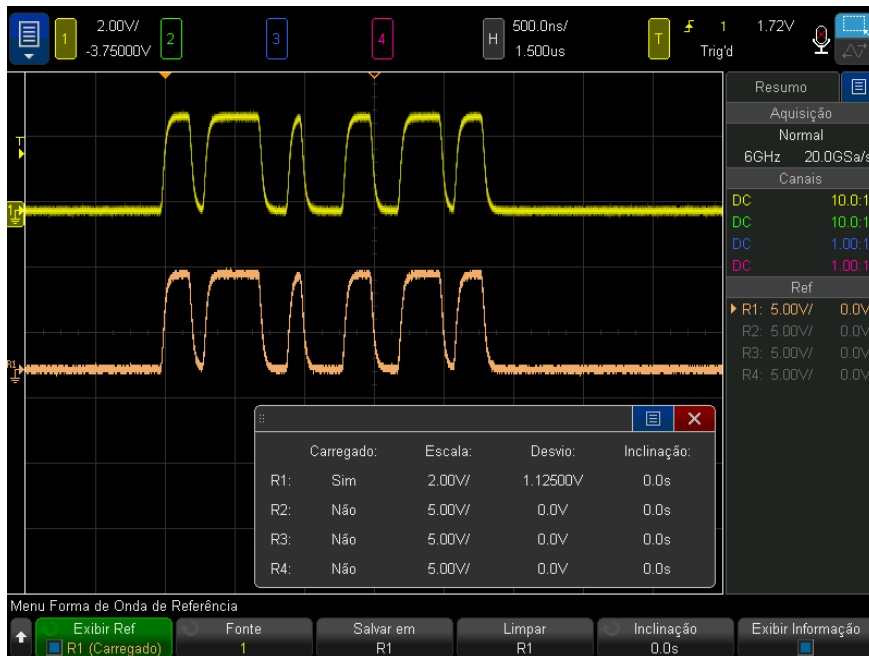 1 2.00V/ 2 3 4 H 500.0ns/ T 1 1.72V
-3.75000V 1.500us Trig'd
Resumo
Aquisição
Normal
6GHz 20.0GSa/s
Canais
DC 10.0:1
DC 10.0:1
DC 1.00:1
DC 1.00:1
Ref
R1: 5.00V/ 0.0V
R2: 5.00V/ 0.0V
R3: 5.00V/ 0.0V
R4: 5.00V/ 0.0V
T
1
R1
Carregado: Escala: Desvio: Inclinação:
R1: Sim 2.00V/ 1.12500V 0.0s
R2: Não 5.00V/ 0.0V 0.0s
R3: Não 5.00V/ 0.0V 0.0s
R4: Não 5.00V/ 0.0V 0.0s
Menu Forma de Onda de Referência
Exibir Ref Fonte Salvar em Limpar Inclinação Exibir Informação
R1 (Carregado) 1 R1 R1 0.0s